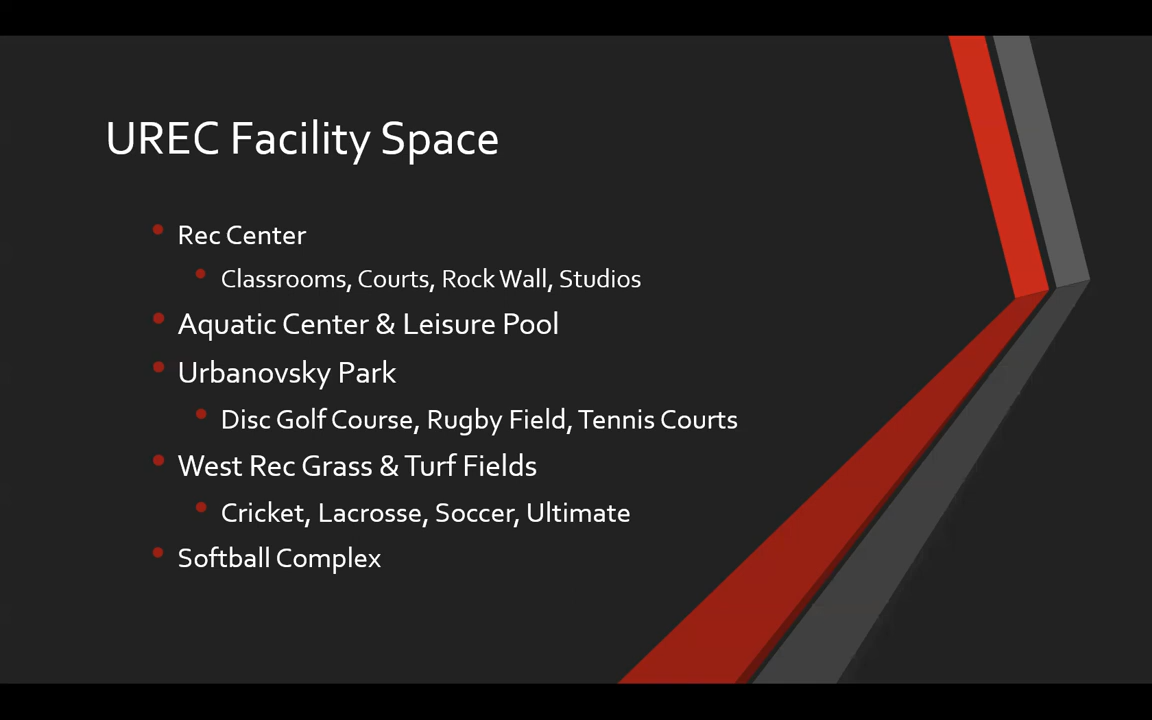 UREC Facility Space
Rec Center
Classrooms, Courts, Rock Wall, Studios
Aquatic Center & Leisure Pool
Urbanovsky Park
Disc Golf Course, Rugby Field, Tennis Courts
West Rec Grass & Turf Fields
Cricket, Lacrosse, Soccer, Ultimate
Softball Complex